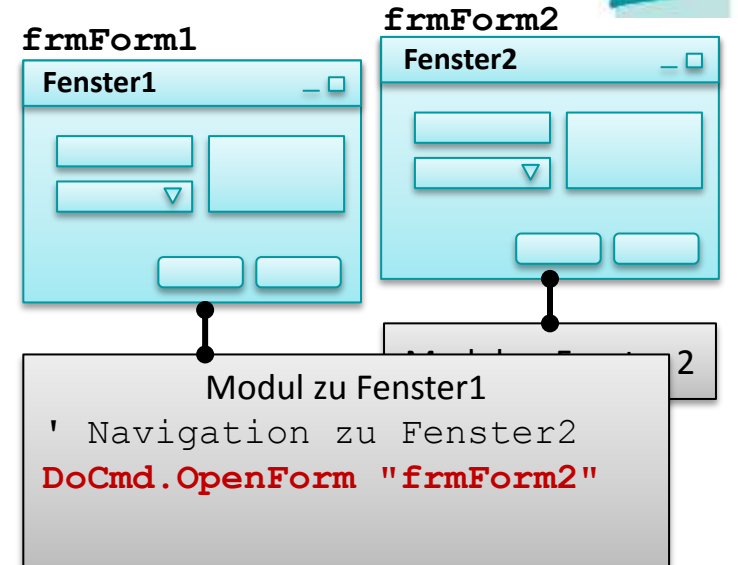 frmForm1
frmForm2
Fenster1
Fenster2
2
Modul zu Fenster1
' Navigation zu Fenster2
DoCmd.OpenForm "frmForm2"